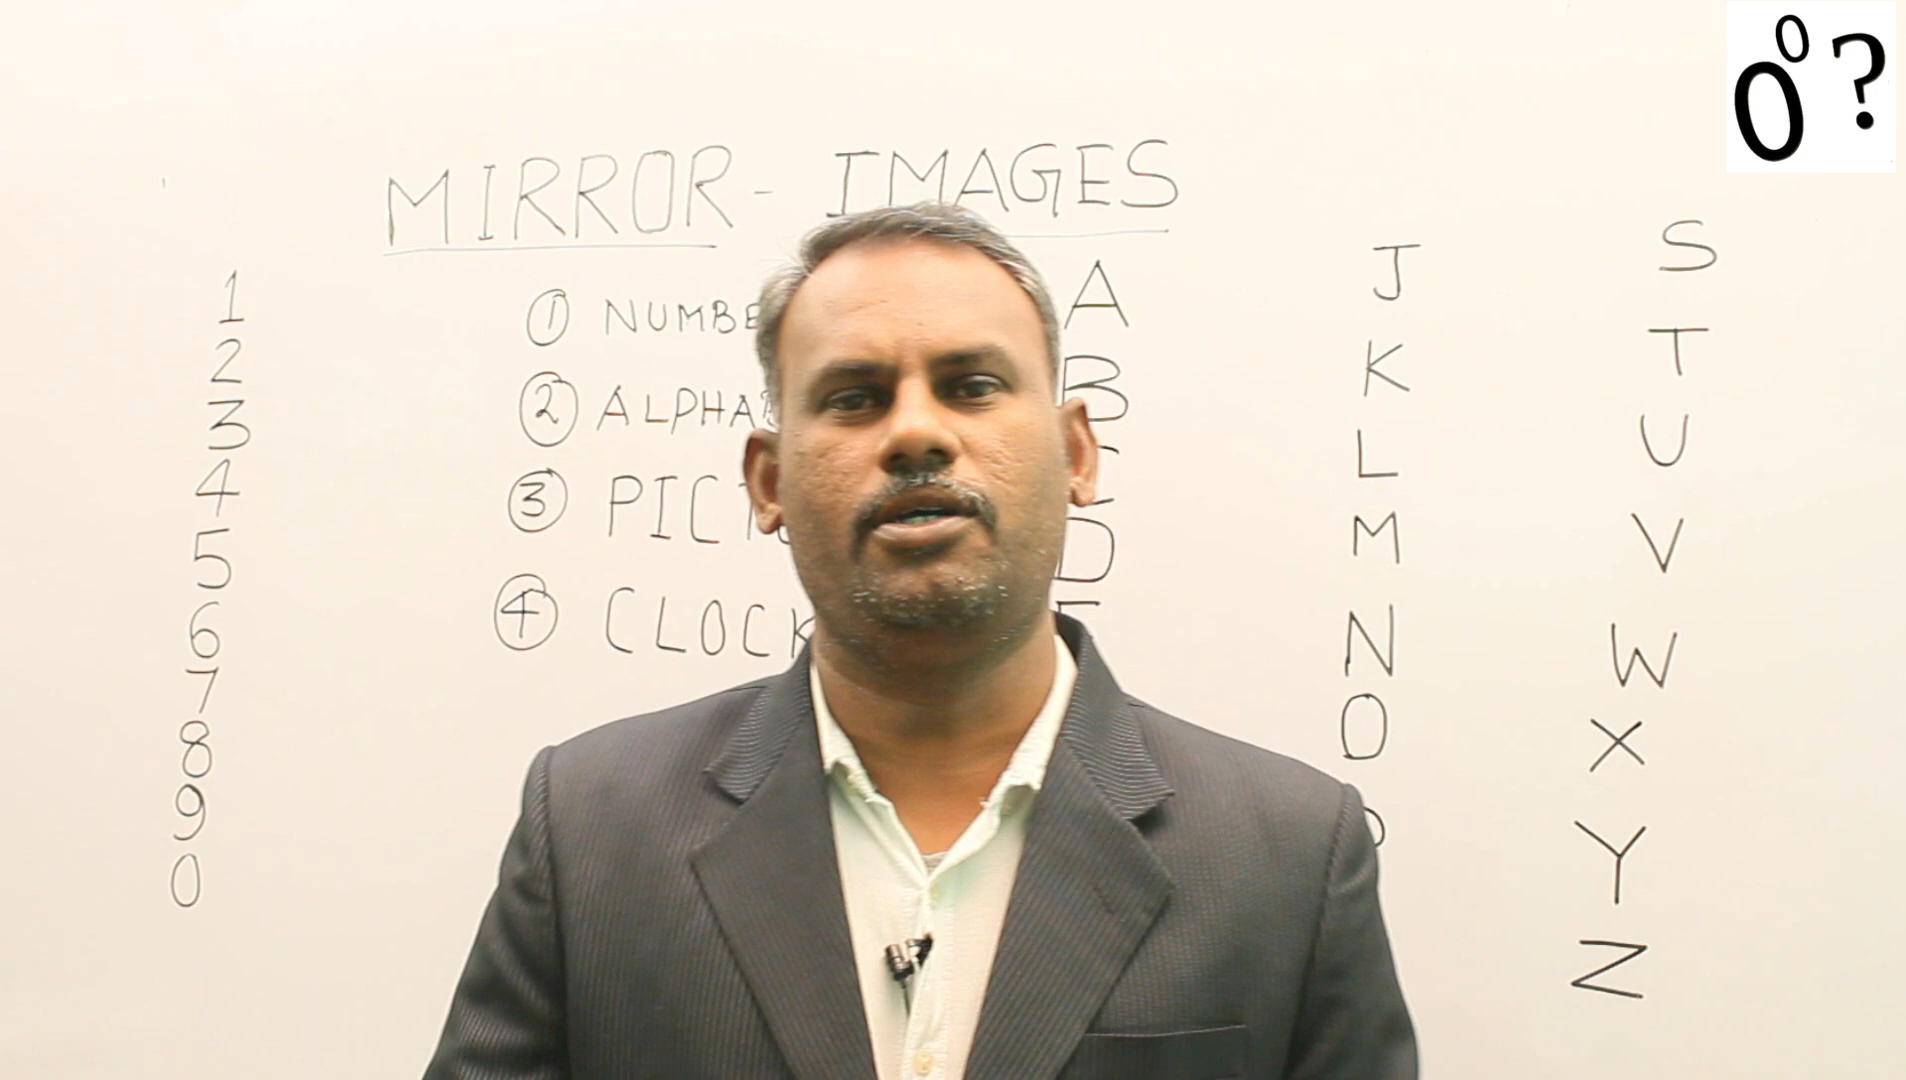 0⁰ ?
MIRROR - IMAGES
1
2
3
4
5
6
7
8
9
0
① NUMBE
② ALPHA
③ PICT
④ CLOCK
A
B
D
J
K
L
M
N
O
S
T
U
V
W
X
Y
Z